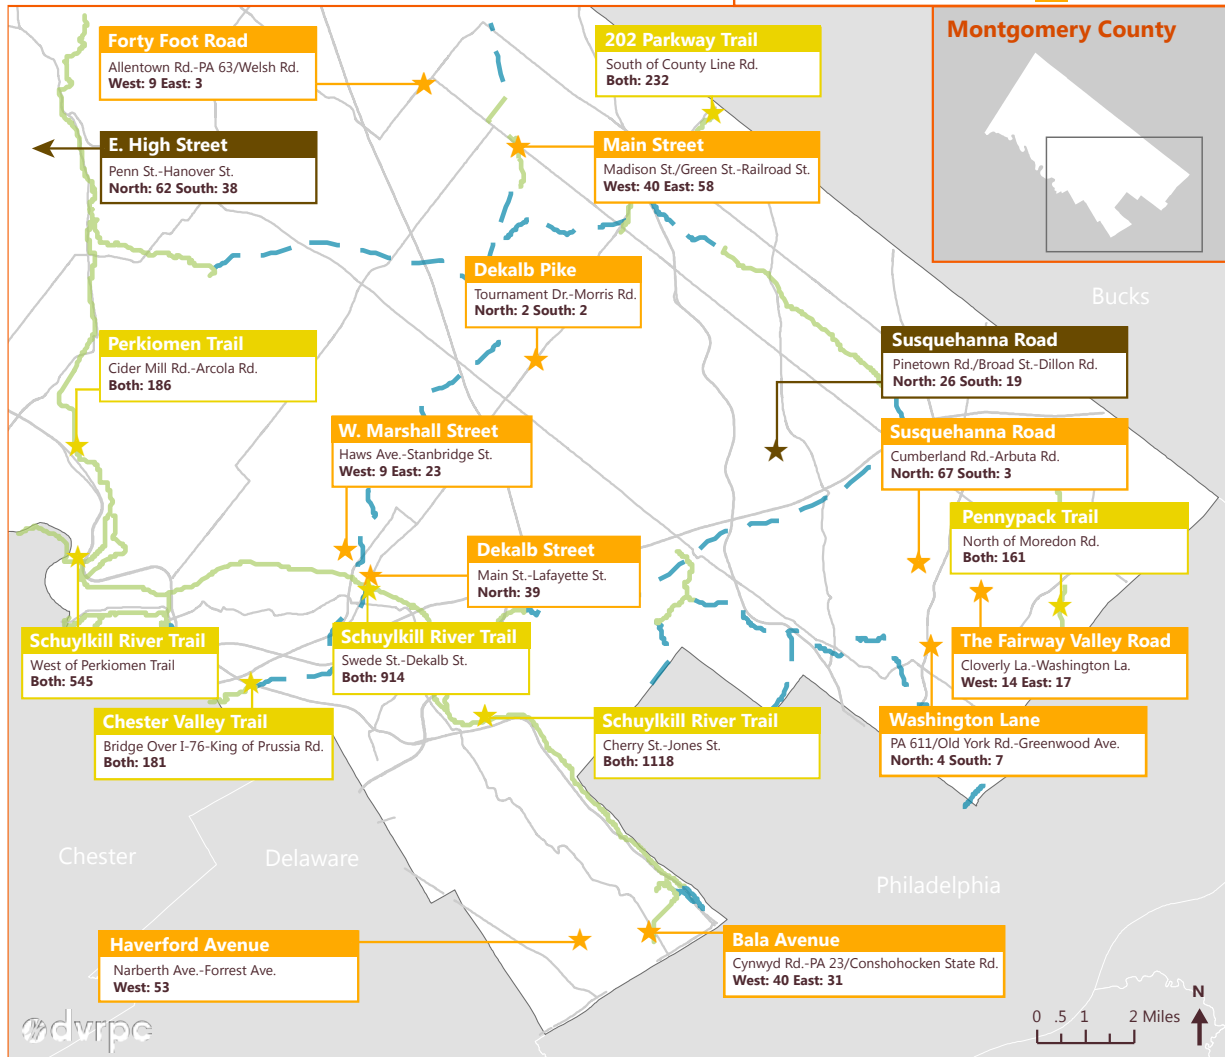 Forty Foot Road
Allentown Rd.-PA 63/Welsh Rd.
West: 9 East: 3
202 Parkway Trail
South of County Line Rd.
Both: 232
Montgomery County
E. High Street
Penn St.-Hanover St.
North: 62 South: 38
Main Street
Madison St./Green St.-Railroad St.
West: 40 East: 58
Dekalb Pike
Tournament Dr.-Morris Rd.
North: 2 South: 2
Bucks
Perkiomen Trail
Cider Mill Rd.-Arcola Rd.
Both: 186
Susquehanna Road
Pinetown Rd./Broad St.-Dillon Rd.
North: 26 South: 19
W. Marshall Street
Haws Ave.-Stanbridge St.
West: 9 East: 23
Susquehanna Road
Cumberland Rd.-Arbuta Rd.
North: 67 South: 3
Pennypack Trail
North of Moredon Rd.
Both: 161
Dekalb Street
Main St.-Lafayette St.
North: 39
Schuylkill River Trail
West of Perkiomen Trail
Both: 545
Schuylkill River Trail
Swede St.-Dekalb St.
Both: 914
The Fairway Valley Road
Cloverly La.-Washington La.
West: 14 East: 17
Chester Valley Trail
Bridge Over I-76-King of Prussia Rd.
Both: 181
Schuylkill River Trail
Cherry St.-Jones St.
Both: 1118
Washington Lane
PA 611/Old York Rd.-Greenwood Ave.
North: 4 South: 7
Chester
Delaware
Philadelphia
Haverford Avenue
Narberth Ave.-Forrest Ave.
West: 53
Bala Avenue
Cynwyd Rd.-PA 23/Conshohocken State Rd.
West: 40 East: 31
dvrpc
N
0 .5 1 2 Miles